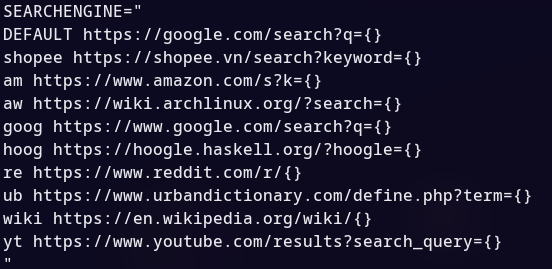 SEARCHENGINE="
DEFAULT https://google.com/search?q={}
shopee https://shopee.vn/search?keyword={}
am https://www.amazon.com/s?k={}
aw https://wiki.archlinux.org/?search={}
goog https://www.google.com/search?q={}
hoog https://hoogle.haskell.org/?hoogle={}
re https://www.reddit.com/r/{}
ub https://www.urbandictionary.com/define.php?term={}
wiki https://en.wikipedia.org/wiki/{}
yt https://www.youtube.com/results?search_query={}
"